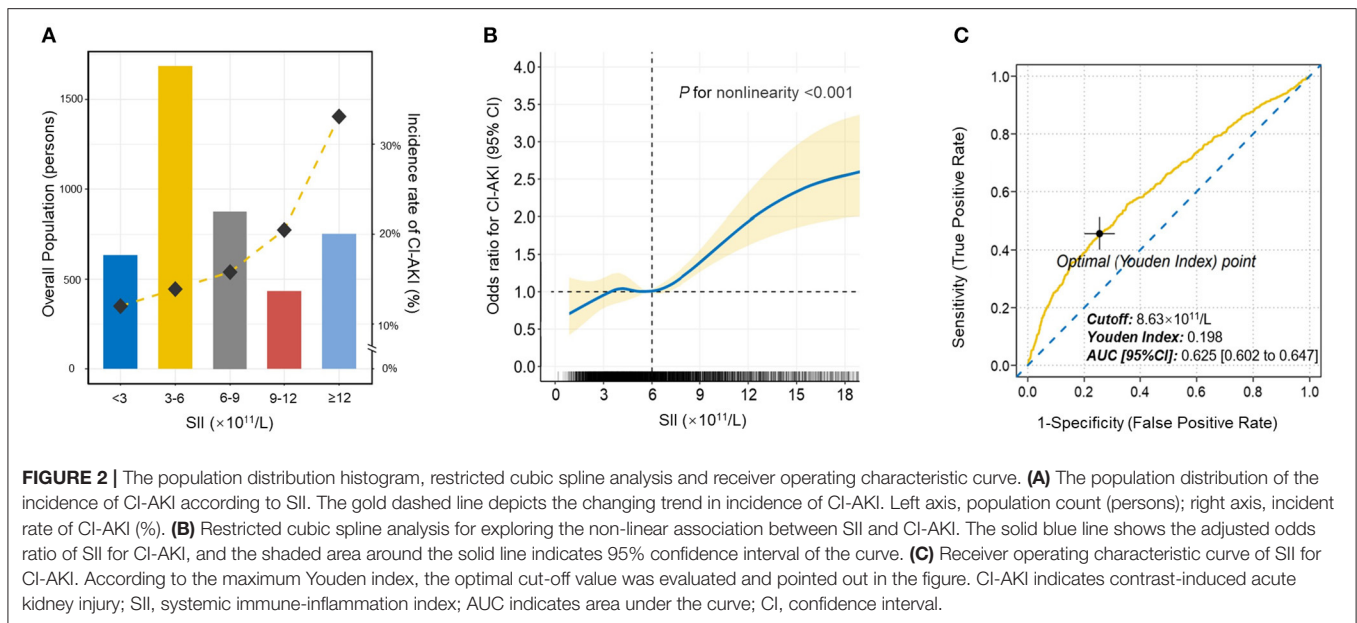 A
Overall Population (persons)
1500
1000
500
0
30%
20%
10%
0%
Incidence rate of CI-AKI (%)
<3
3-6
6-9
9-12
≥12
SII (×10¹¹/L)
B
Odds ratio for CI-AKI (95% CI)
4.0
3.5
3.0
2.5
2.0
1.5
1.0
0.5
0.0
P for nonlinearity <0.001
0
3
6
9
12
15
18
SII (×10¹¹/L)
C
Sensitivity (True Positive Rate)
1.0
0.8
0.6
0.4
0.2
0.0
Optimal (Youden Index) point
Cutoff: 8.63×10¹¹/L
Youden Index: 0.198
AUC [95%CI]: 0.625 [0.602 to 0.647]
0.0
0.2
0.4
0.6
0.8
1.0
1-Specificity (False Positive Rate)
FIGURE 2 | The population distribution histogram, restricted cubic spline analysis and receiver operating characteristic curve. (A) The population distribution of the
incidence of CI-AKI according to SII. The gold dashed line depicts the changing trend in incidence of CI-AKI. Left axis, population count (persons); right axis, incident
rate of CI-AKI (%). (B) Restricted cubic spline analysis for exploring the non-linear association between SII and CI-AKI. The solid blue line shows the adjusted odds
ratio of SII for CI-AKI, and the shaded area around the solid line indicates 95% confidence interval of the curve. (C) Receiver operating characteristic curve of SII for
CI-AKI. According to the maximum Youden index, the optimal cut-off value was evaluated and pointed out in the figure. CI-AKI indicates contrast-induced acute
kidney injury; SII, systemic immune-inflammation index; AUC indicates area under the curve; CI, confidence interval.